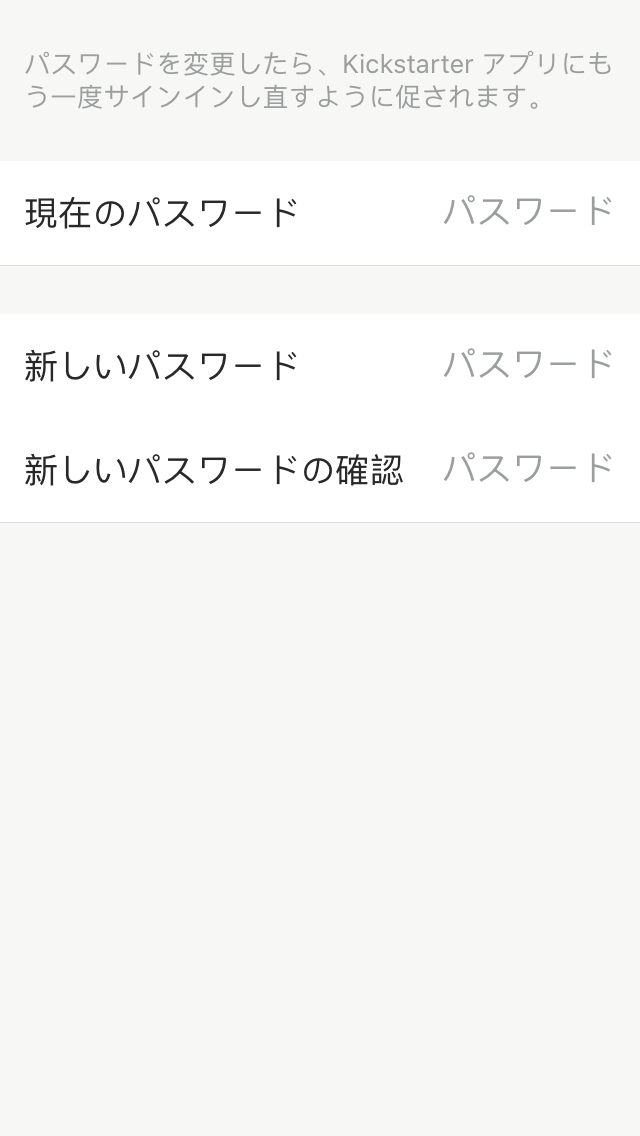 パスワードを変更したら、Kickstarter アプリにも
う一度サインインし直すように促されます。
現在のパスワード パスワード
新しいパスワード パスワード
新しいパスワードの確認 パスワード